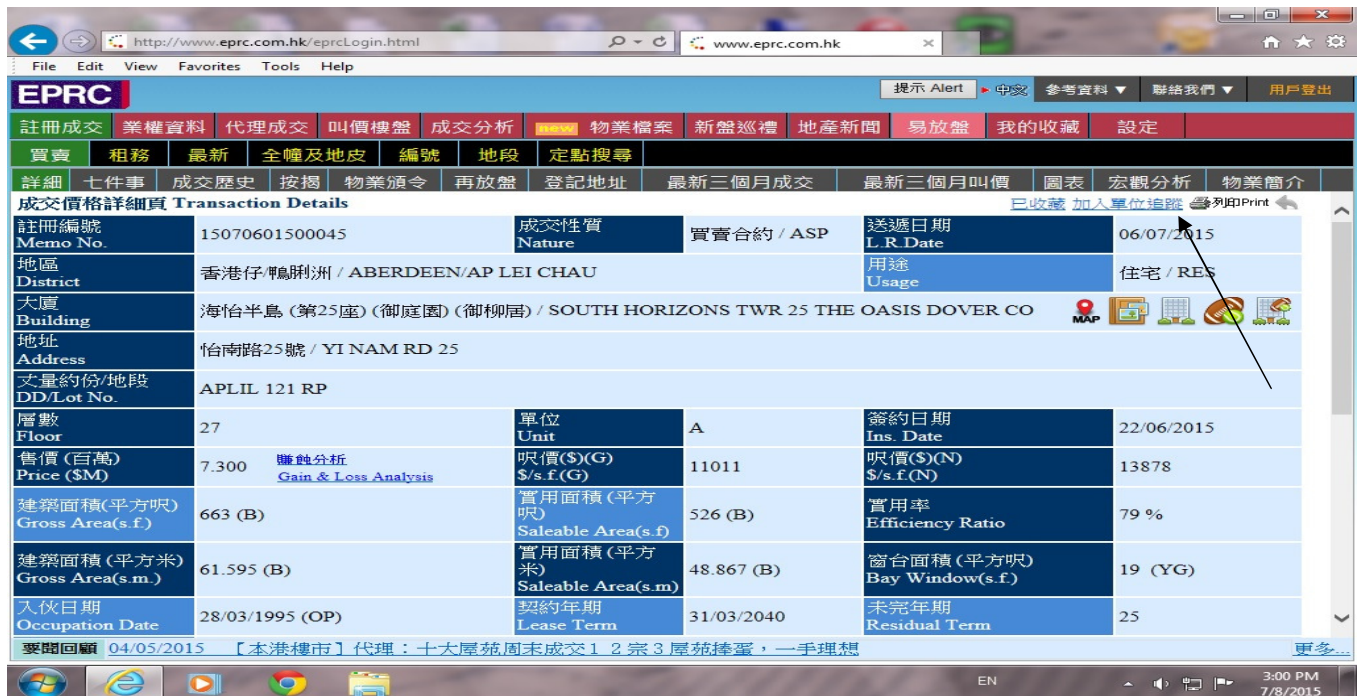 http://www.eprc.com.hk/eprcLogin.html
www.eprc.com.hk
File Edit View Favorites Tools Help
EPRC 提示 Alert 中文 參考資料 ▼ 聯絡我們 ▼ 用戶登出
註冊成交 業權資料 代理成交 叫價樓盤 成交分析 new 物業檔案 新盤巡禮 地產新聞 易放盤 我的收藏 設定
買賣 租務 最新 全幢及地皮 編號 地段 定點搜尋
詳細 七件事 成交歷史 按揭 物業頒令 再放盤 登記地址 最新三個月成交 最新三個月叫價 圖表 宏觀分析 物業簡介
成交價格詳細頁 Transaction Details 已收藏 加入單位追蹤 列印Print
註冊編號
Memo No.
15070601500045
成交性質
Nature
買賣合約 / ASP
送遞日期
L.R.Date
06/07/2015
地區
District
香港仔/鴨脷洲 / ABERDEEN/AP LEI CHAU
用途
Usage
住宅 / RES
大廈
Building
海怡半島 (第25座) (御庭園) (御柳居) / SOUTH HORIZONS TWR 25 THE OASIS DOVER CO
MAP
地址
Address
怡南路25號 / YI NAM RD 25
丈量約份/地段
DD/Lot No.
APLIL 121 RP
層數
Floor
27
單位
Unit
A
簽約日期
Ins. Date
22/06/2015
售價 (百萬)
Price ($M)
7.300
賺蝕分析
Gain & Loss Analysis
呎價($)(G)
$/s.f.(G)
11011
呎價($)(N)
$/s.f.(N)
13878
建築面積(平方呎)
Gross Area(s.f.)
663 (B)
實用面積 (平方
呎)
Saleable Area(s.f)
526 (B)
實用率
Efficiency Ratio
79 %
建築面積 (平方米)
Gross Area(s.m.)
61.595 (B)
實用面積 (平方
米)
Saleable Area(s.m)
48.867 (B)
窗台面積 (平方呎)
Bay Window(s.f.)
19 (YG)
入伙日期
Occupation Date
28/03/1995 (OP)
契約年期
Lease Term
31/03/2040
未完年期
Residual Term
25
要聞回顧 04/05/2015 【本港樓市】代理：十大屋苑周末成交１２宗３屋苑捧蛋，一手理想 更多...
EN
3:00 PM
7/8/2015